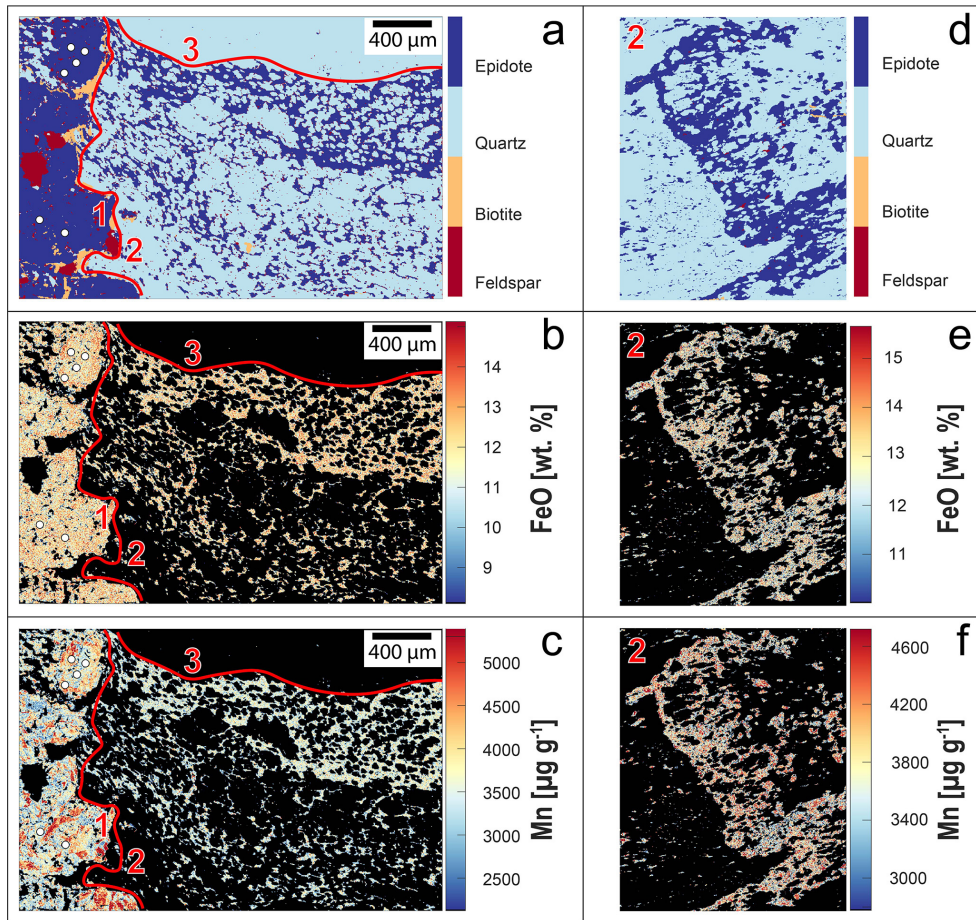 a
400 µm
3
1
2
Epidote
Quartz
Biotite
Feldspar
d
2
Epidote
Quartz
Biotite
Feldspar
b
400 µm
3
1
2
14
13
12
11
10
9
FeO [wt. %]
e
2
15
14
13
12
11
FeO [wt. %]
c
400 µm
3
1
2
5000
4500
4000
3500
3000
2500
Mn [µg g-1]
f
2
4600
4200
3800
3400
3000
Mn [µg g-1]